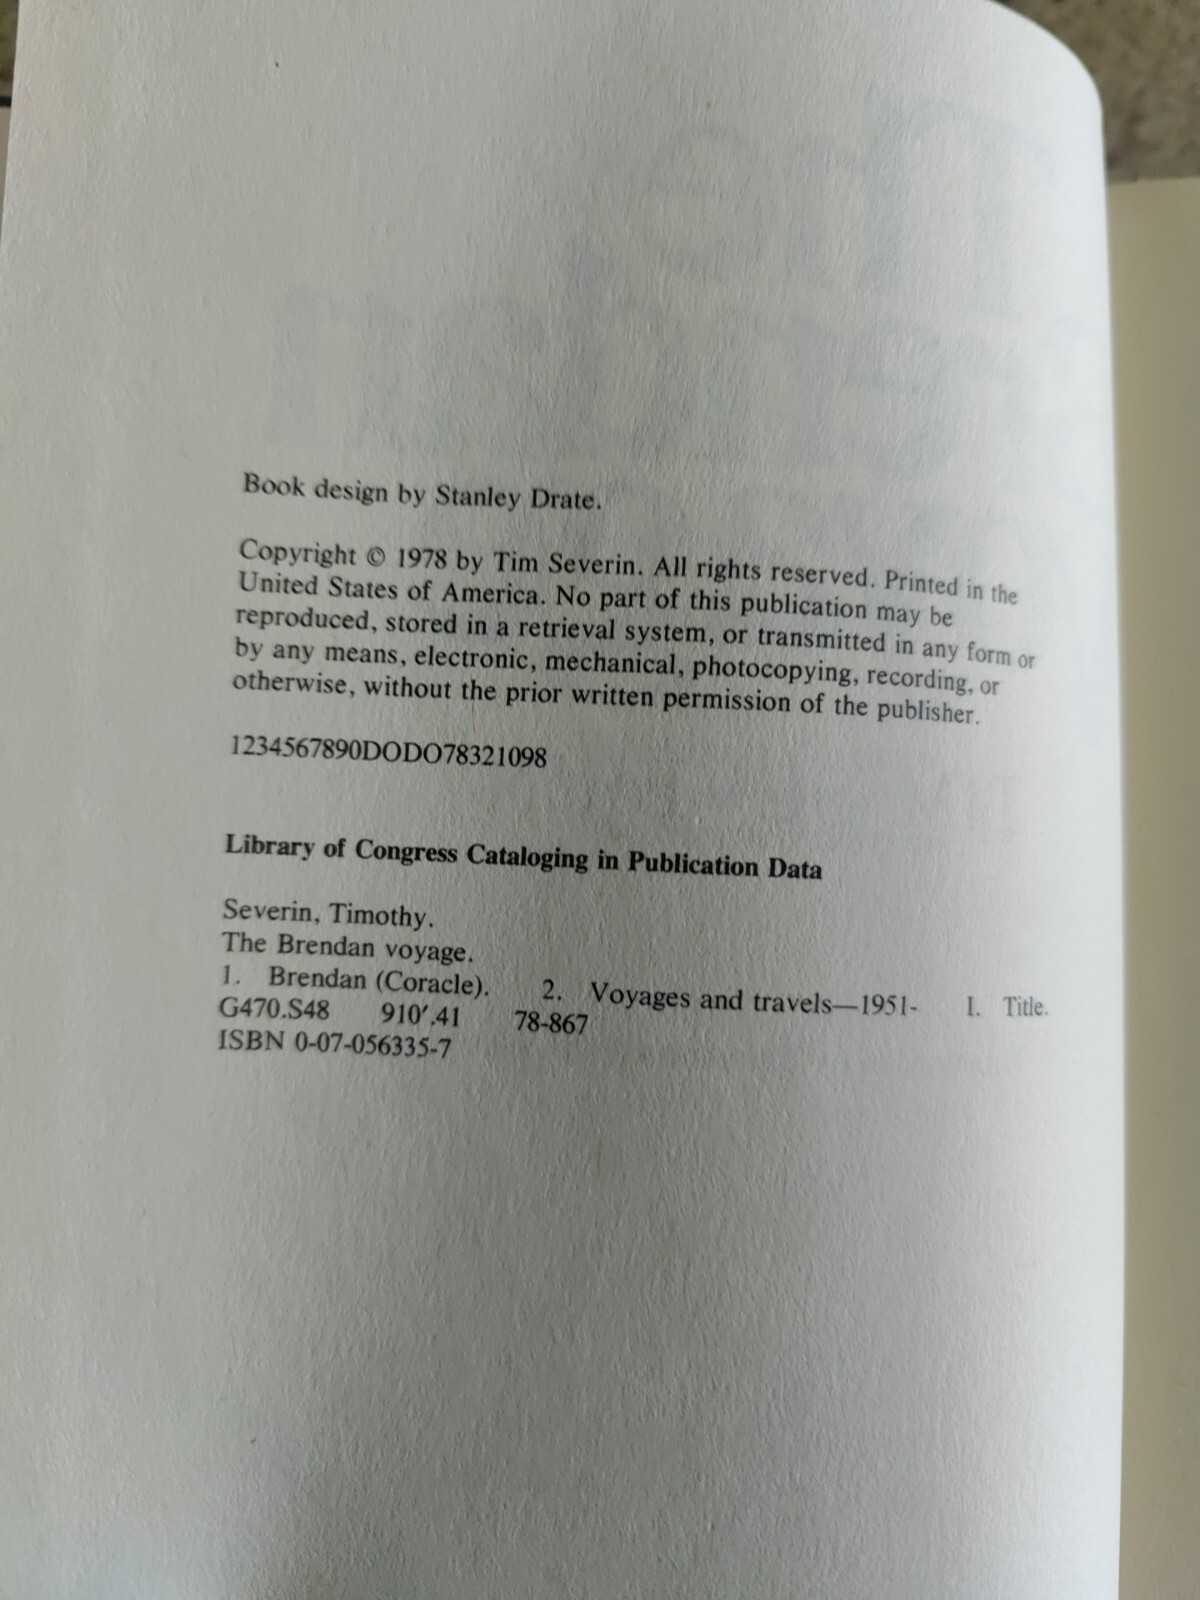 Book design by Stanley Drate.
Copyright © 1978 by Tim Severin. All rights reserved. Printed in the
United States of America. No part of this publication may be
reproduced, stored in a retrieval system, or transmitted in any form or
by any means, electronic, mechanical, photocopying, recording, or
otherwise, without the prior written permission of the publisher.
1234567890DODO78321098
Library of Congress Cataloging in Publication Data
Severin, Timothy.
The Brendan voyage.
1. Brendan (Coracle). 2. Voyages and travels—1951- I. Title.
G470.S48 910′.41 78-867
ISBN 0-07-056335-7